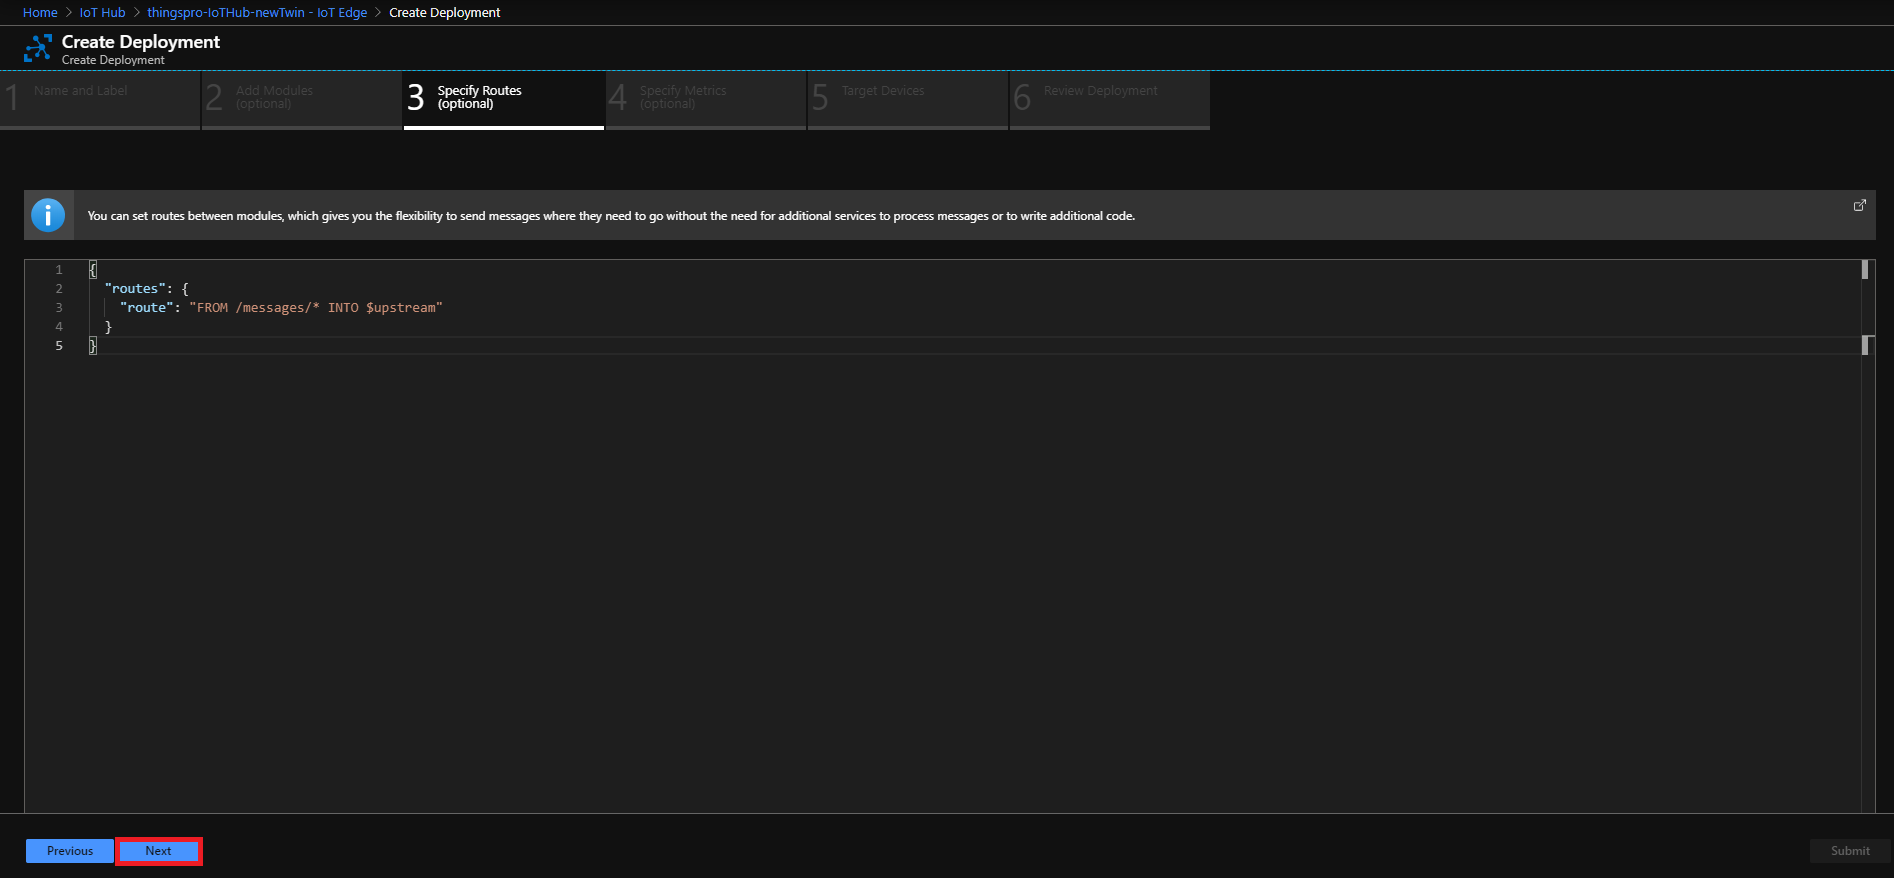 Home > IoT Hub > thingspro-IoTHub-newTwin - IoT Edge > Create Deployment
Create Deployment
Create Deployment
1 Name and Label
2 Add Modules
(optional)
3 Specify Routes
(optional)
4 Specify Metrics
(optional)
5 Target Devices
6 Review Deployment
You can set routes between modules, which gives you the flexibility to send messages where they need to go without the need for additional services to process messages or to write additional code.
1 {
2 "routes": {
3 "route": "FROM /messages/* INTO $upstream"
4 }
5 }
Previous Next Submit